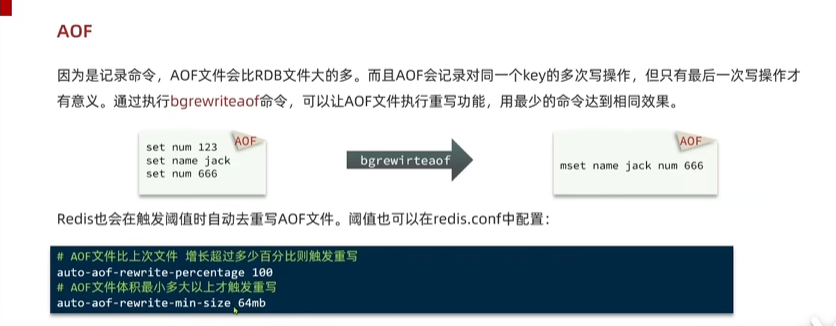 AOF
因为是记录命令，AOF文件会比RDB文件大的多。而且AOF会记录对同一个key的多次写操作，但只有最后一次写操作才
有意义。通过执行bgrewriteaof命令，可以让AOF文件执行重写功能，用最少的命令达到相同效果。
AOF
set num 123
set name jack
set num 666
bgrewirteaof
AOF
mset name jack num 666
Redis也会在触发阈值时自动去重写AOF文件。阈值也可以在redis.conf中配置：
# AOF文件比上次文件 增长超过多少百分比则触发重写
auto-aof-rewrite-percentage 100
# AOF文件体积最小多大以上才触发重写
auto-aof-rewrite-min-size 64mb